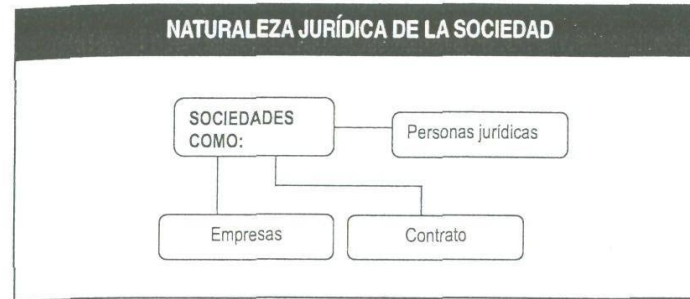 NATURALEZA JURÍDICA DE LA SOCIEDAD
SOCIEDADES
COMO:
Personas jurídicas
Empresas
Contrato